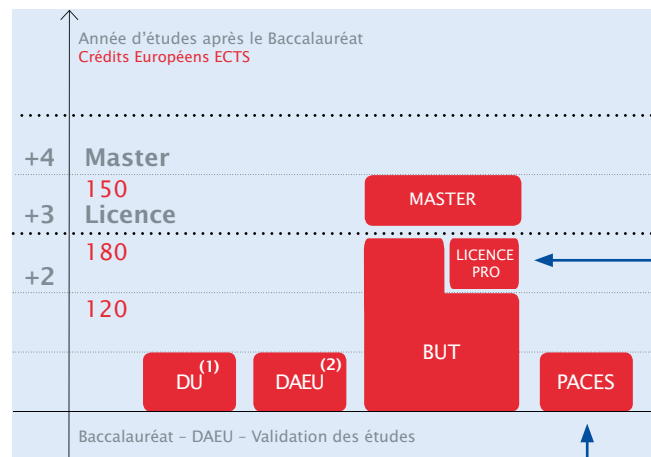 Année d'études après le Baccalauréat
Crédits Européens ECTS
+4 Master
150
MASTER
+3 Licence
180
LICENCE
PRO
+2
120
BUT
DU(1)
DAEU(2)
PACES
Baccalauréat – DAEU – Validation des études